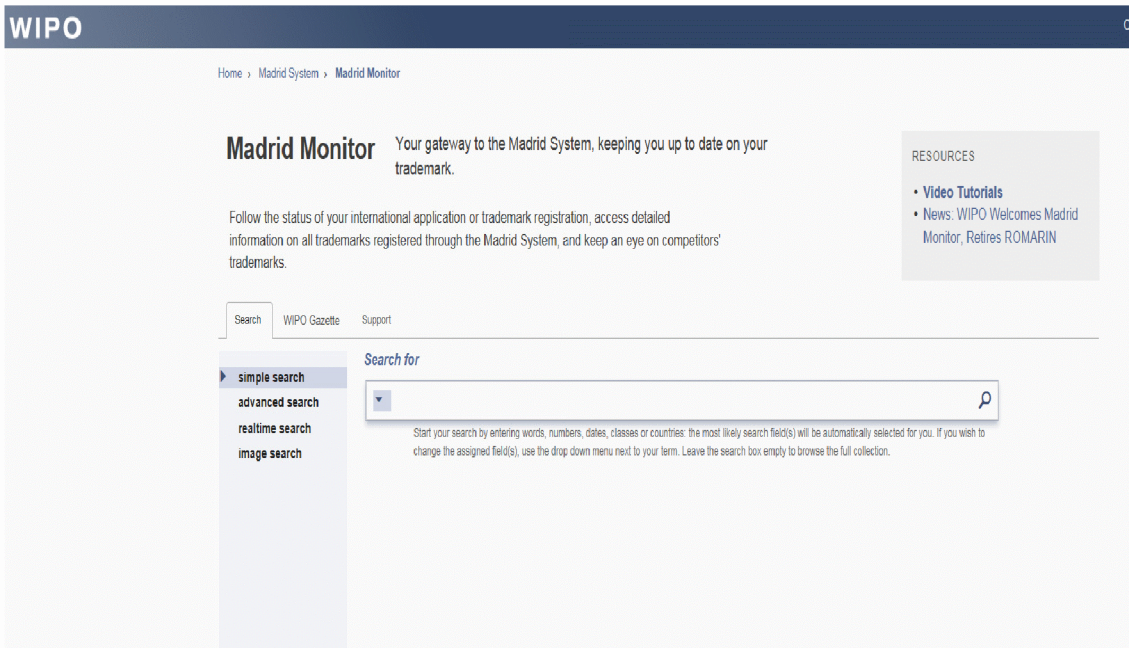 WIPO
Home › Madrid System › Madrid Monitor
Madrid Monitor
Your gateway to the Madrid System, keeping you up to date on your
trademark.
Follow the status of your international application or trademark registration, access detailed
information on all trademarks registered through the Madrid System, and keep an eye on competitors'
trademarks.
RESOURCES
• Video Tutorials
• News: WIPO Welcomes Madrid
Monitor, Retires ROMARIN
Search WIPO Gazette Support
simple search
advanced search
realtime search
image search
Search for
Start your search by entering words, numbers, dates, classes or countries: the most likely search field(s) will be automatically selected for you. If you wish to
change the assigned field(s), use the drop down menu next to your term. Leave the search box empty to browse the full collection.